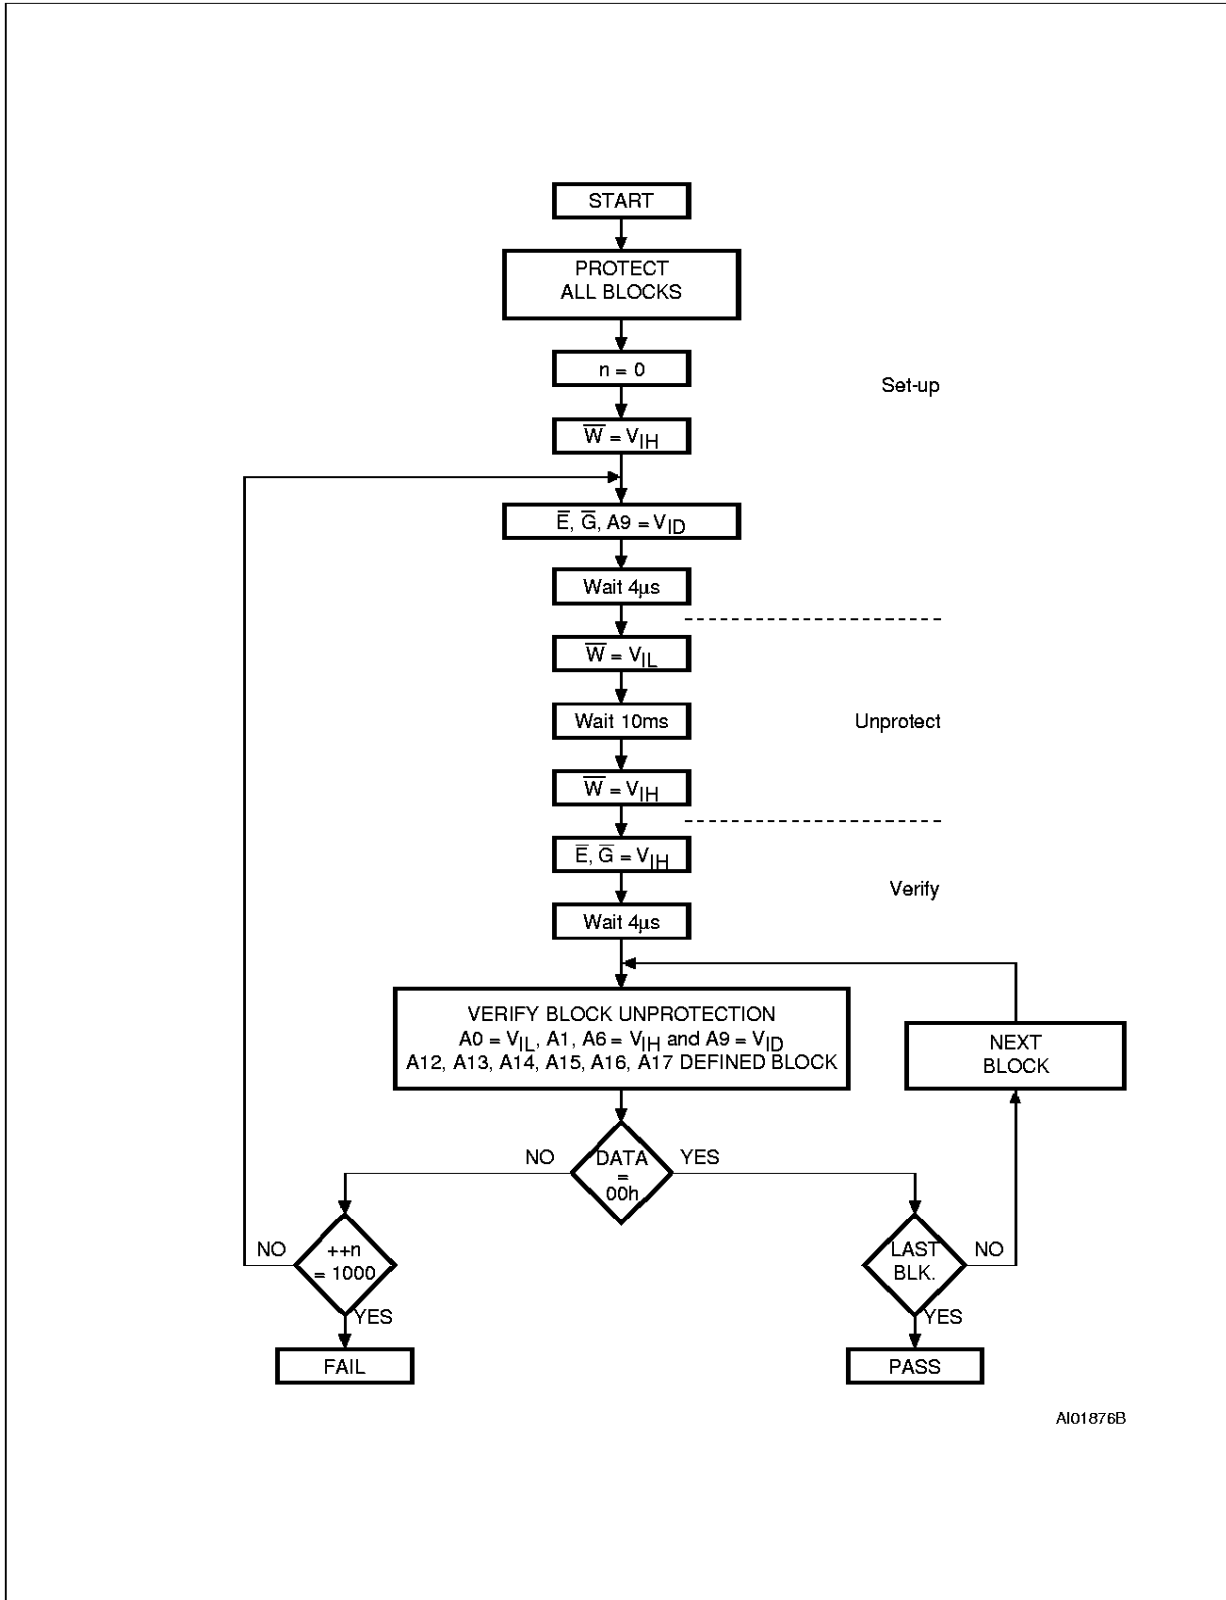 START
PROTECT
ALL BLOCKS
n = 0
Set-up
W̅ = VIH
E̅, G̅, A9 = VID
Wait 4µs
W̅ = VIL
Wait 10ms
Unprotect
W̅ = VIH
E̅, G̅ = VIH
Verify
Wait 4µs
VERIFY BLOCK UNPROTECTION
A0 = VIL, A1, A6 = VIH and A9 = VID
A12, A13, A14, A15, A16, A17 DEFINED BLOCK
NEXT
BLOCK
NO
DATA
=
00h
YES
NO
++n
= 1000
YES
LAST
BLK.
NO
YES
FAIL
PASS
AI01876B